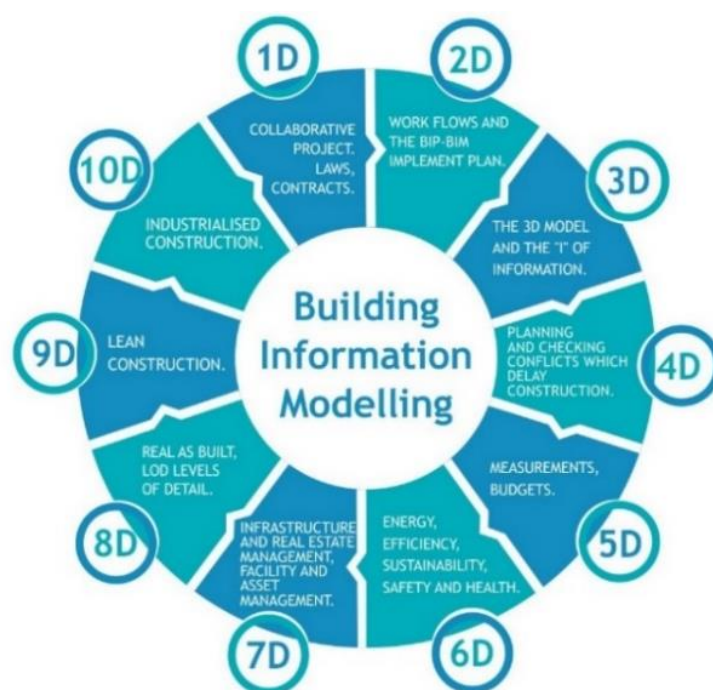 Building
Information
Modelling
1D
COLLABORATIVE
PROJECT.
LAWS,
CONTRACTS.
2D
WORK FLOWS AND
THE BIP-BIM
IMPLEMENT PLAN.
3D
THE 3D MODEL
AND THE "I" OF
INFORMATION.
4D
PLANNING
AND CHECKING
CONFLICTS WHICH
DELAY
CONSTRUCTION.
5D
MEASUREMENTS,
BUDGETS.
6D
ENERGY,
EFFICIENCY,
SUSTAINABILITY,
SAFETY AND HEALTH.
7D
INFRASTRUCTURE
AND REAL ESTATE
MANAGEMENT,
FACILITY AND
ASSET
MANAGEMENT.
8D
REAL AS BUILT,
LOD LEVELS
OF DETAIL.
9D
LEAN
CONSTRUCTION.
10D
INDUSTRIALISED
CONSTRUCTION.